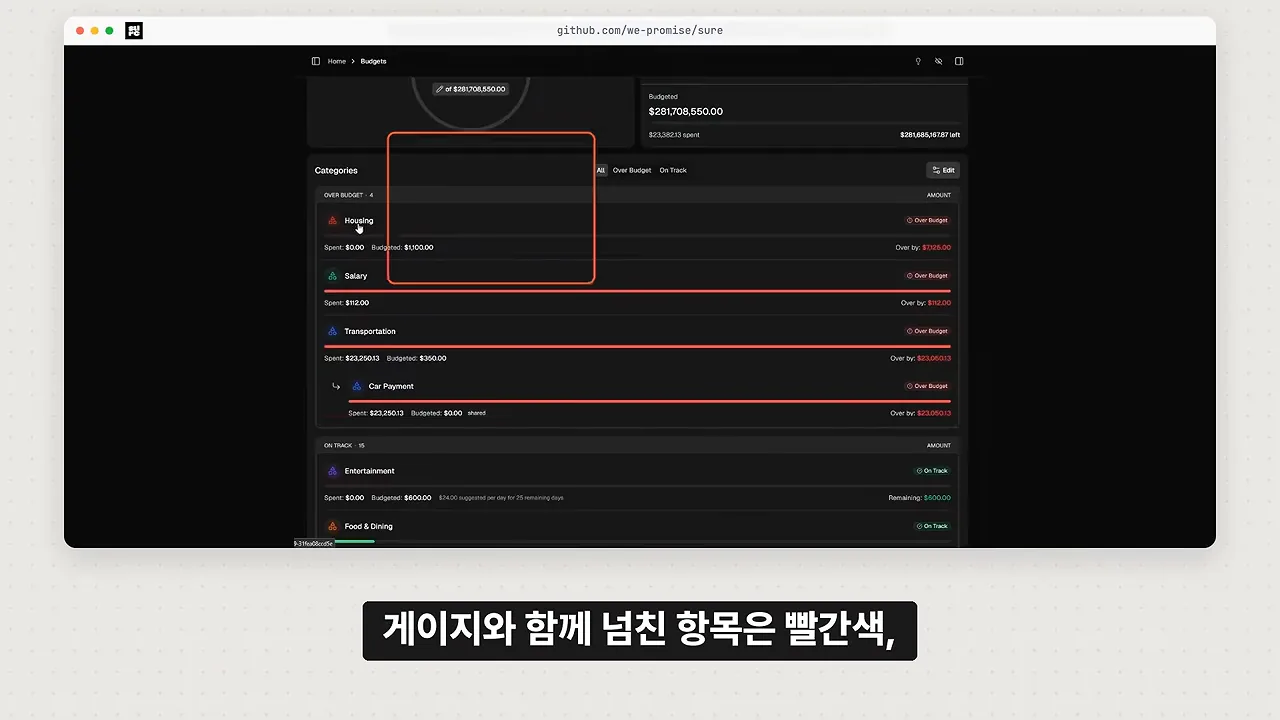 github.com/we-promise/sure
Home > Budgets
of $281,708,550.00
Budgeted
$281,708,550.00
$23,382.13 spent $281,685,167.87 left
Categories All Over Budget On Track Edit
OVER BUDGET · 4 AMOUNT
Housing Over Budget
Spent: $0.00 Budgeted: $1,100.00 Over by: $7,125.00
Salary Over Budget
Spent: $112.00 Over by: $112.00
Transportation Over Budget
Spent: $23,250.13 Budgeted: $350.00 Over by: $23,050.13
Car Payment Over Budget
Spent: $23,250.13 Budgeted: $0.00 shared Over by: $23,050.13
ON TRACK · 15 AMOUNT
Entertainment On Track
Spent: $0.00 Budgeted: $600.00 $24.00 suggested per day for 25 remaining days Remaining: $600.00
Food & Dining On Track
9-31fea08ccd5e
게이지와 함께 넘친 항목은 빨간색,